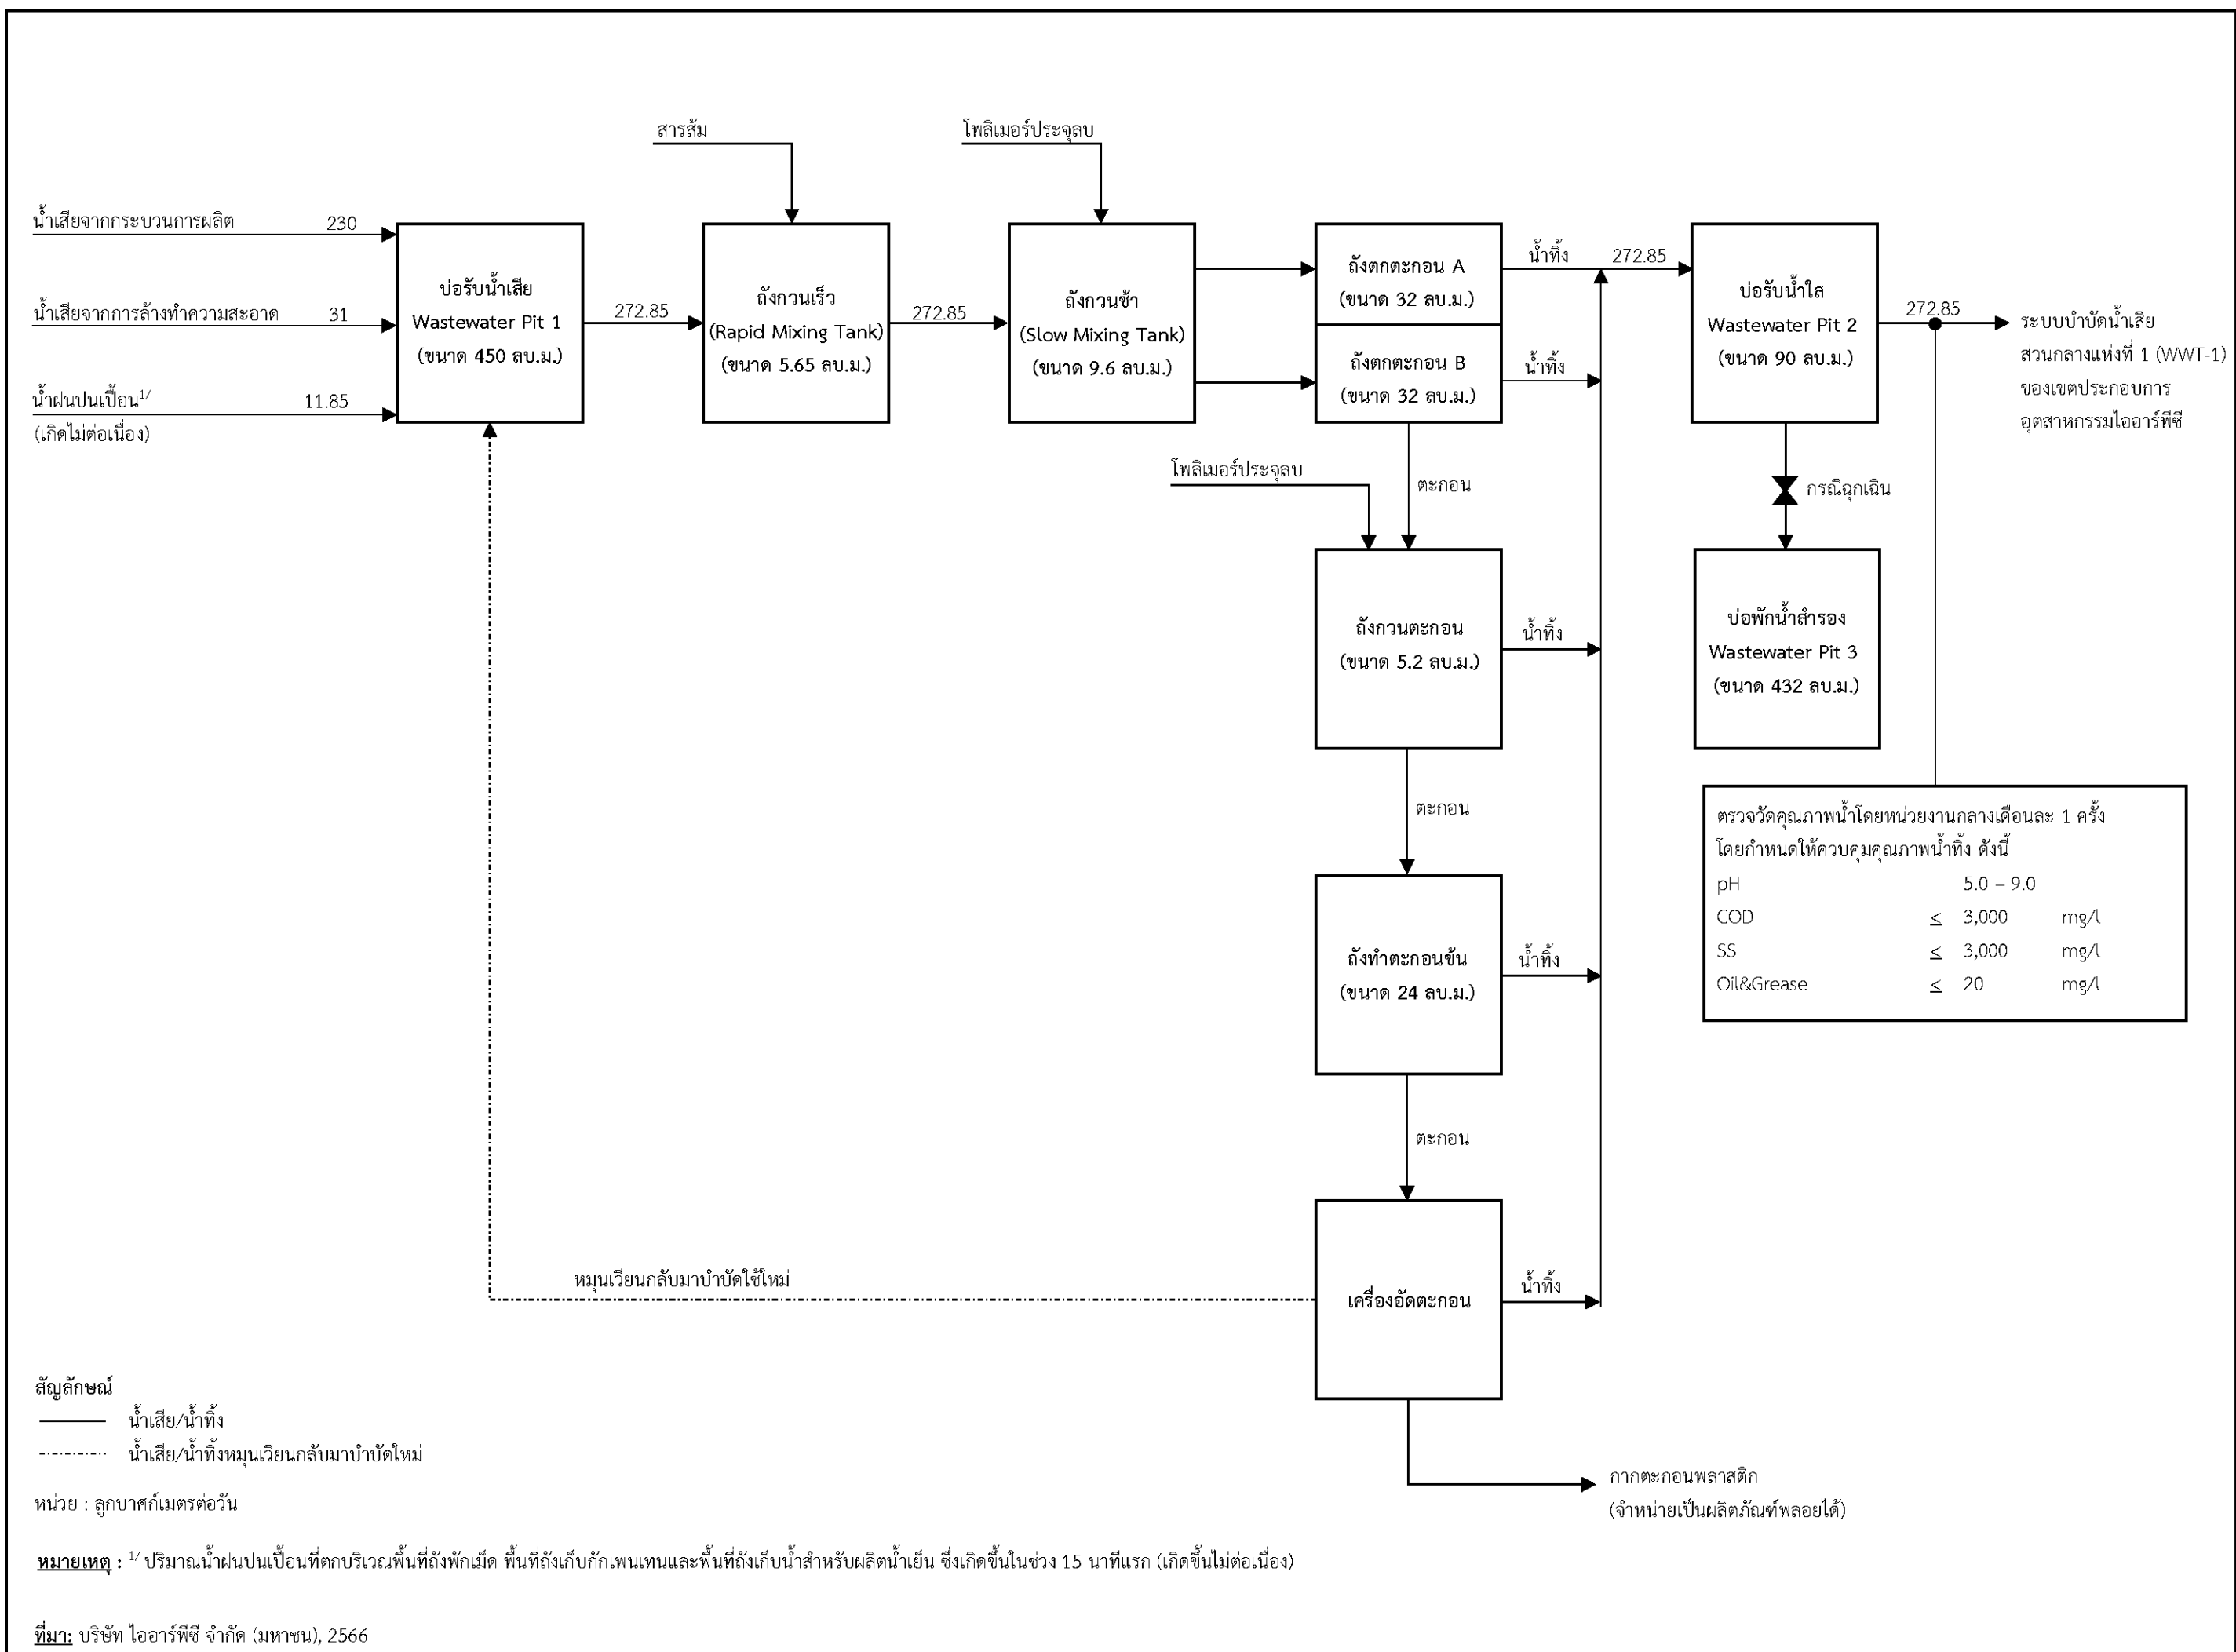 สารส้ม
โพลิเมอร์ประจุลบ
น้ำเสียจากกระบวนการผลิต 230
น้ำเสียจากการล้างทำความสะอาด 31
น้ำฝนปนเปื้อน1/ 11.85
(เกิดไม่ต่อเนื่อง)
บ่อรับน้ำเสีย
Wastewater Pit 1
(ขนาด 450 ลบ.ม.)
272.85
ถังกวนเร็ว
(Rapid Mixing Tank)
(ขนาด 5.65 ลบ.ม.)
272.85
ถังกวนช้า
(Slow Mixing Tank)
(ขนาด 9.6 ลบ.ม.)
ถังตกตะกอน A
(ขนาด 32 ลบ.ม.)
ถังตกตะกอน B
(ขนาด 32 ลบ.ม.)
น้ำทิ้ง
272.85
น้ำทิ้ง
บ่อรับน้ำใส
Wastewater Pit 2
(ขนาด 90 ลบ.ม.)
272.85
ระบบบำบัดน้ำเสีย
ส่วนกลางแห่งที่ 1 (WWT-1)
ของเขตประกอบการ
อุตสาหกรรมไออาร์พีซี
โพลิเมอร์ประจุลบ
ตะกอน
กรณีฉุกเฉิน
ถังกวนตะกอน
(ขนาด 5.2 ลบ.ม.)
น้ำทิ้ง
บ่อพักน้ำสำรอง
Wastewater Pit 3
(ขนาด 432 ลบ.ม.)
ตะกอน
ตรวจวัดคุณภาพน้ำโดยหน่วยงานกลางเดือนละ 1 ครั้ง
โดยกำหนดให้ควบคุมคุณภาพน้ำทิ้ง ดังนี้
pH 5.0 – 9.0
COD ≤ 3,000 mg/l
SS ≤ 3,000 mg/l
Oil&Grease ≤ 20 mg/l
ถังทำตะกอนข้น
(ขนาด 24 ลบ.ม.)
น้ำทิ้ง
ตะกอน
หมุนเวียนกลับมาบำบัดใช้ใหม่
เครื่องอัดตะกอน
น้ำทิ้ง
กากตะกอนพลาสติก
(จำหน่ายเป็นผลิตภัณฑ์พลอยได้)
สัญลักษณ์
น้ำเสีย/น้ำทิ้ง
น้ำเสีย/น้ำทิ้งหมุนเวียนกลับมาบำบัดใหม่
หน่วย : ลูกบาศก์เมตรต่อวัน
หมายเหตุ : 1/ ปริมาณน้ำฝนปนเปื้อนที่ตกบริเวณพื้นที่ถังพักเม็ด พื้นที่ถังเก็บกักเพนเทนและพื้นที่ถังเก็บน้ำสำหรับผลิตน้ำเย็น ซึ่งเกิดขึ้นในช่วง 15 นาทีแรก (เกิดขึ้นไม่ต่อเนื่อง)
ที่มา: บริษัท ไออาร์พีซี จำกัด (มหาชน), 2566